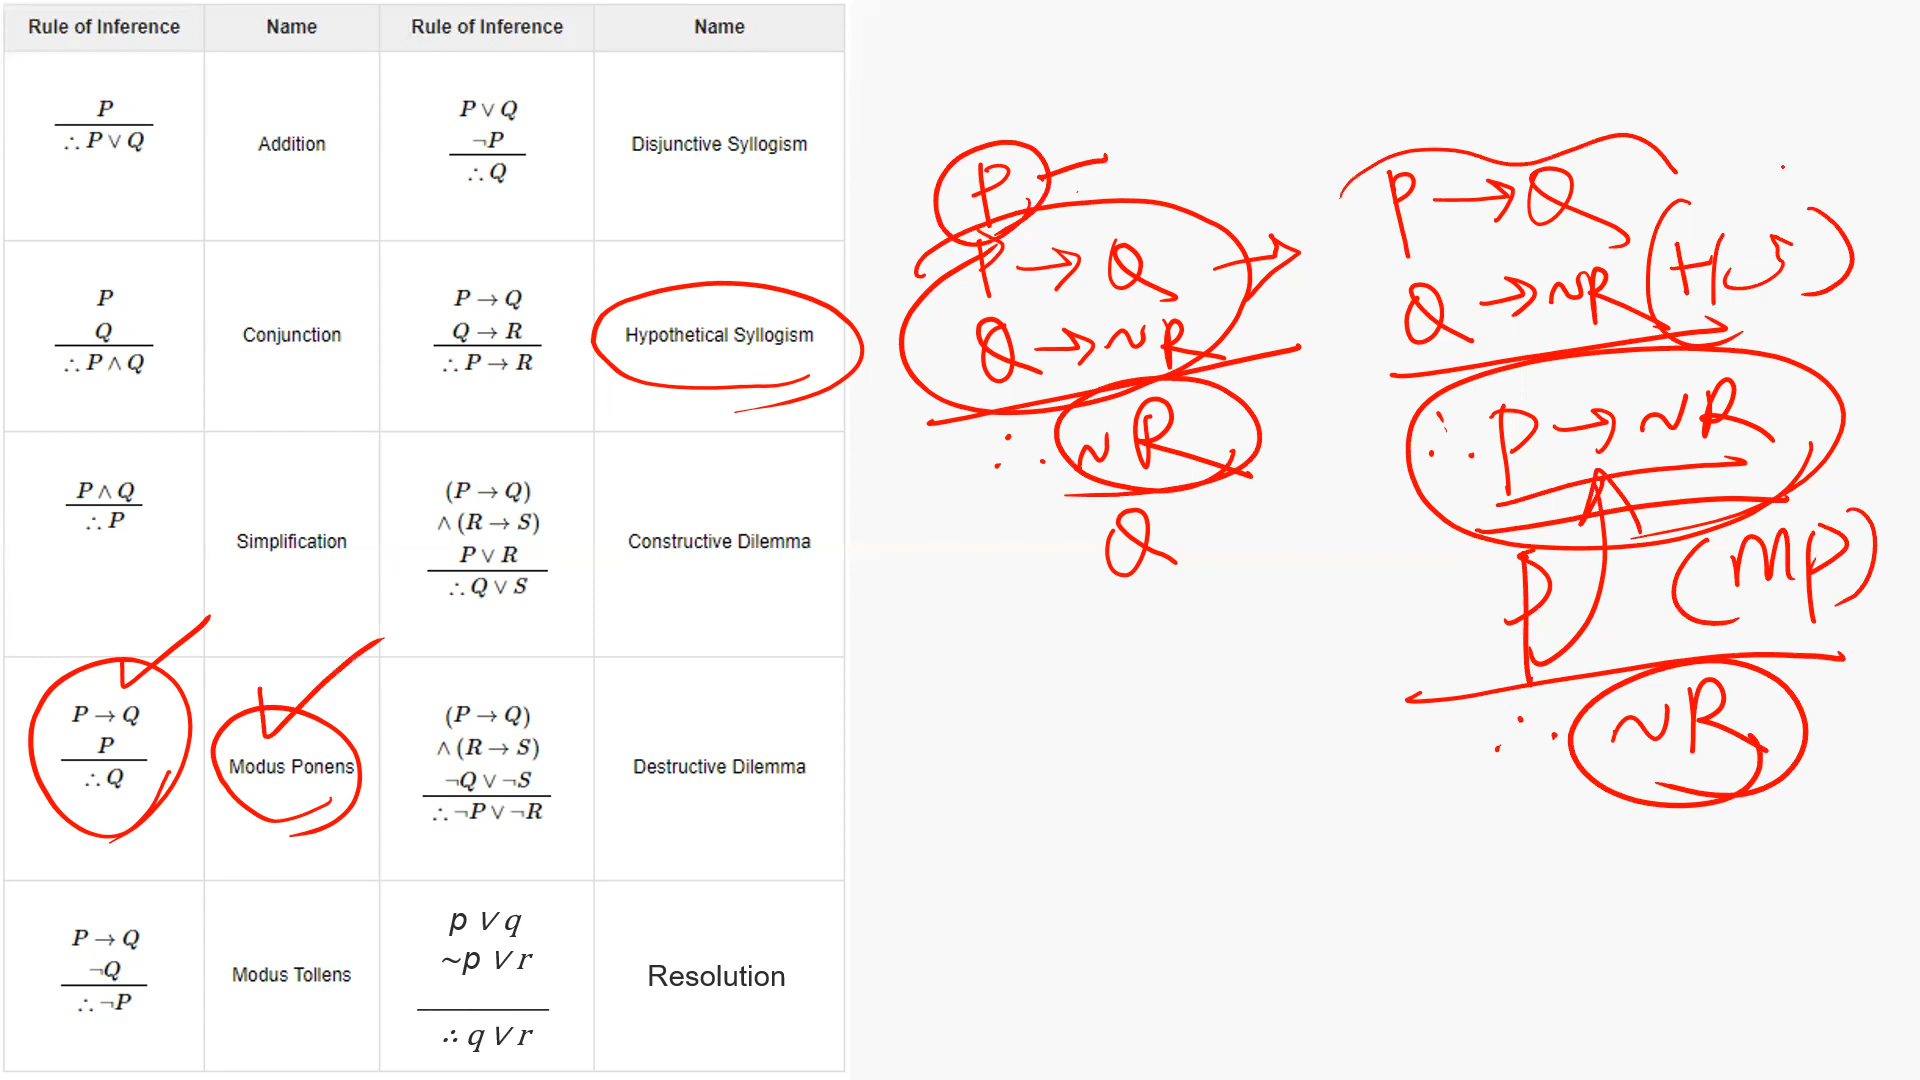 Rule of Inference Name Rule of Inference Name
P
∴ P ∨ Q
Addition
P ∨ Q
¬P
∴ Q
Disjunctive Syllogism
P
Q
∴ P ∧ Q
Conjunction
P → Q
Q → R
∴ P → R
Hypothetical Syllogism
P ∧ Q
∴ P
Simplification
(P → Q)
∧ (R → S)
P ∨ R
∴ Q ∨ S
Constructive Dilemma
P → Q
P
∴ Q
Modus Ponens
(P → Q)
∧ (R → S)
¬Q ∨ ¬S
∴ ¬P ∨ ¬R
Destructive Dilemma
P → Q
¬Q
∴ ¬P
Modus Tollens
p ∨ q
~p ∨ r
∴ q ∨ r
Resolution
P
P → Q
Q → ~R
∴ ~R
Q
P → Q
Q → ~R (HS)
∴ P → ~R
P (MP)
∴ ~R